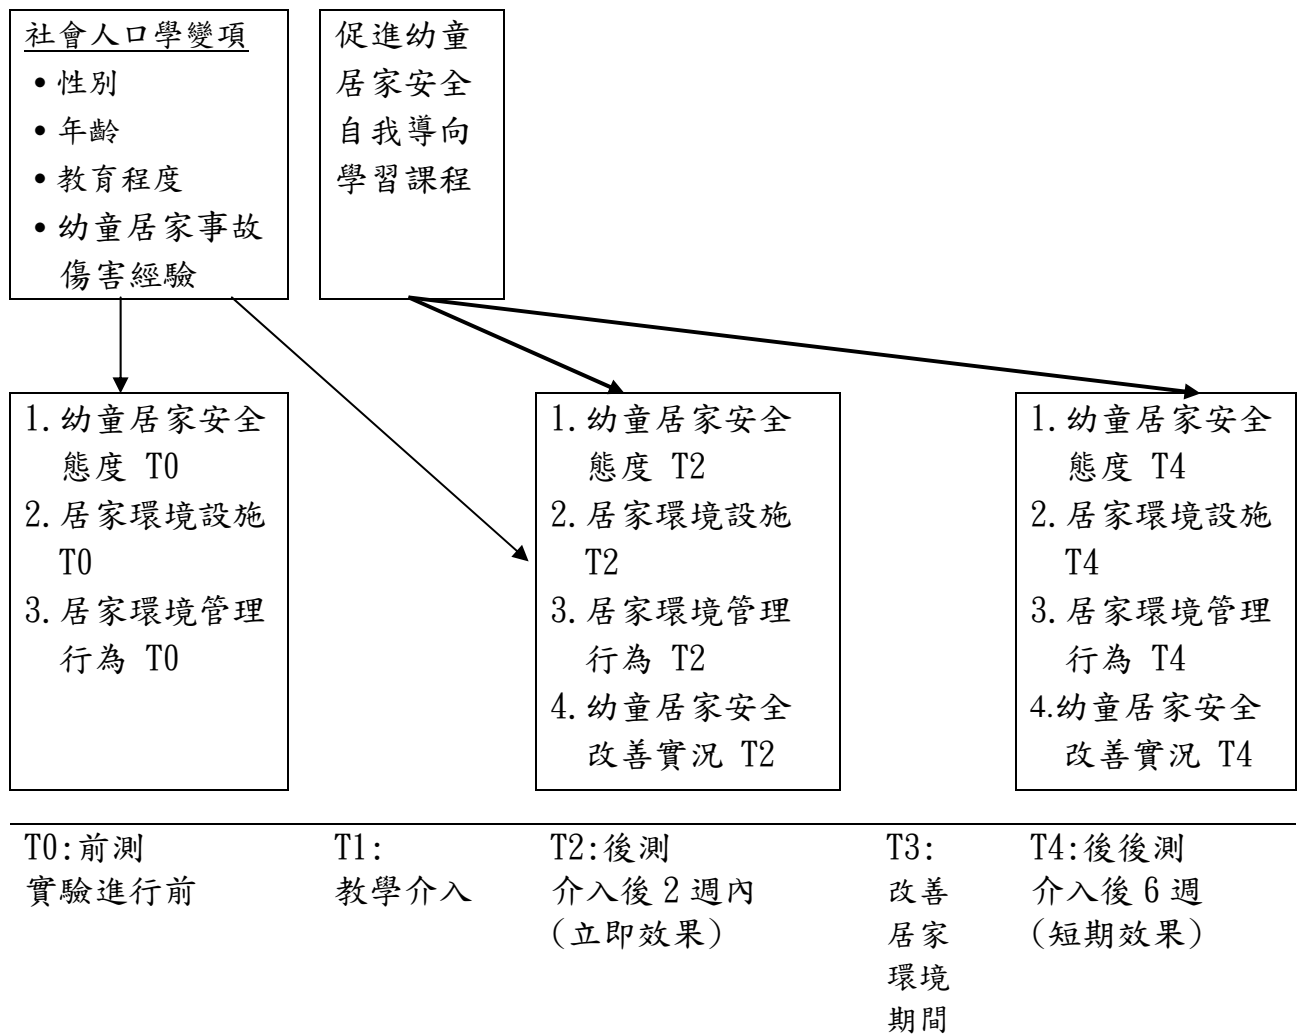 社會人口學變項
•性別
•年齡
•教育程度
•幼童居家事故
傷害經驗
促進幼童
居家安全
自我導向
學習課程
1.幼童居家安全
態度 T0
2.居家環境設施
T0
3.居家環境管理
行為 T0
1.幼童居家安全
態度 T2
2.居家環境設施
T2
3.居家環境管理
行為 T2
4.幼童居家安全
改善實況 T2
1.幼童居家安全
態度 T4
2.居家環境設施
T4
3.居家環境管理
行為 T4
4.幼童居家安全
改善實況 T4
T0:前測
實驗進行前
T1:
教學介入
T2:後測
介入後 2 週內
(立即效果)
T3:
改善
居家
環境
期間
T4:後後測
介入後 6 週
(短期效果)